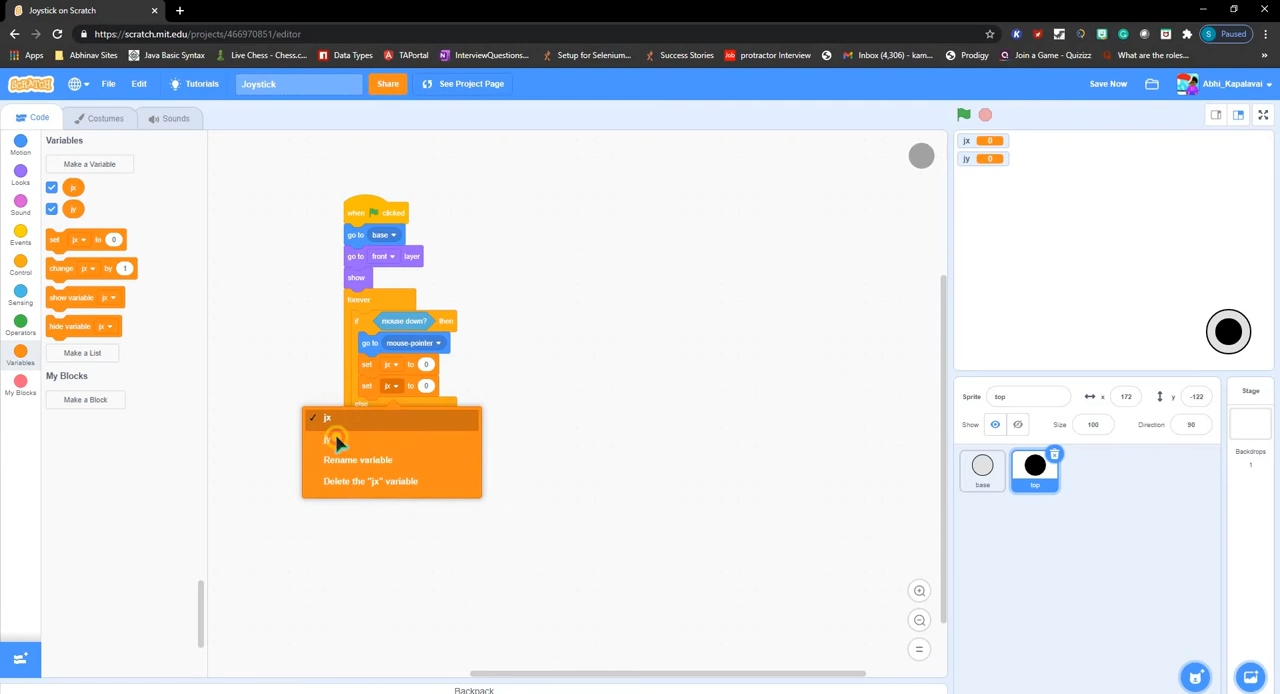 Joystick on Scratch
https://scratch.mit.edu/projects/466970851/editor
Paused
Apps Abhinav Sites Java Basic Syntax Live Chess - Chess.c... Data Types TAPortal InterviewQuestions... Setup for Selenium... Success Stories protractor Interview Inbox (4,306) - kam... Prodigy Join a Game - Quizizz What are the roles...
SCRATCH File Edit Tutorials Joystick Share See Project Page Save Now Abhi_Kapalavai
Code Costumes Sounds
Motion
Looks
Sound
Events
Control
Sensing
Operators
Variables
My Blocks
Variables
Make a Variable
jx
jy
set jx to 0
change jx by 1
show variable jx
hide variable jx
Make a List
My Blocks
Make a Block
when clicked
go to base
go to front layer
show
forever
if mouse down? then
go to mouse-pointer
set jx to 0
set jx to 0
else
jx
jy
Rename variable
Delete the "jx" variable
jx 0
jy 0
Sprite top x 172 y -122
Show Size 100 Direction 90
base
top
Stage
Backdrops
1
Backpack